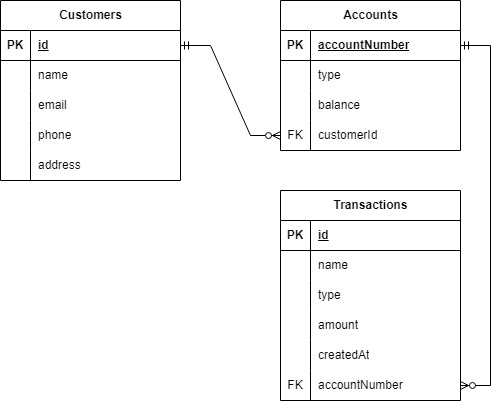 Customers
PK id
name
email
phone
address
Accounts
PK accountNumber
type
balance
FK customerId
Transactions
PK id
name
type
amount
createdAt
FK accountNumber